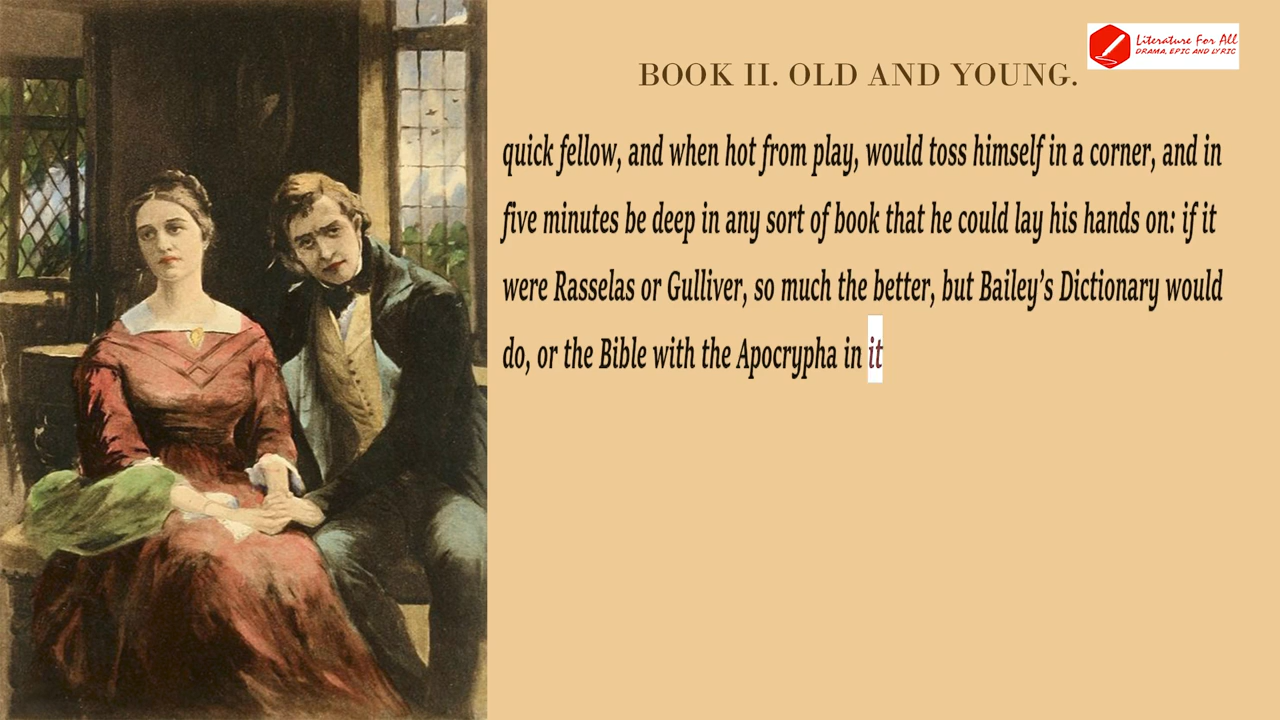 Literature For All
DRAMA, EPIC AND LYRIC
BOOK II. OLD AND YOUNG.
quick fellow, and when hot from play, would toss himself in a corner, and in
five minutes be deep in any sort of book that he could lay his hands on: if it
were Rasselas or Gulliver, so much the better, but Bailey’s Dictionary would
do, or the Bible with the Apocrypha in it